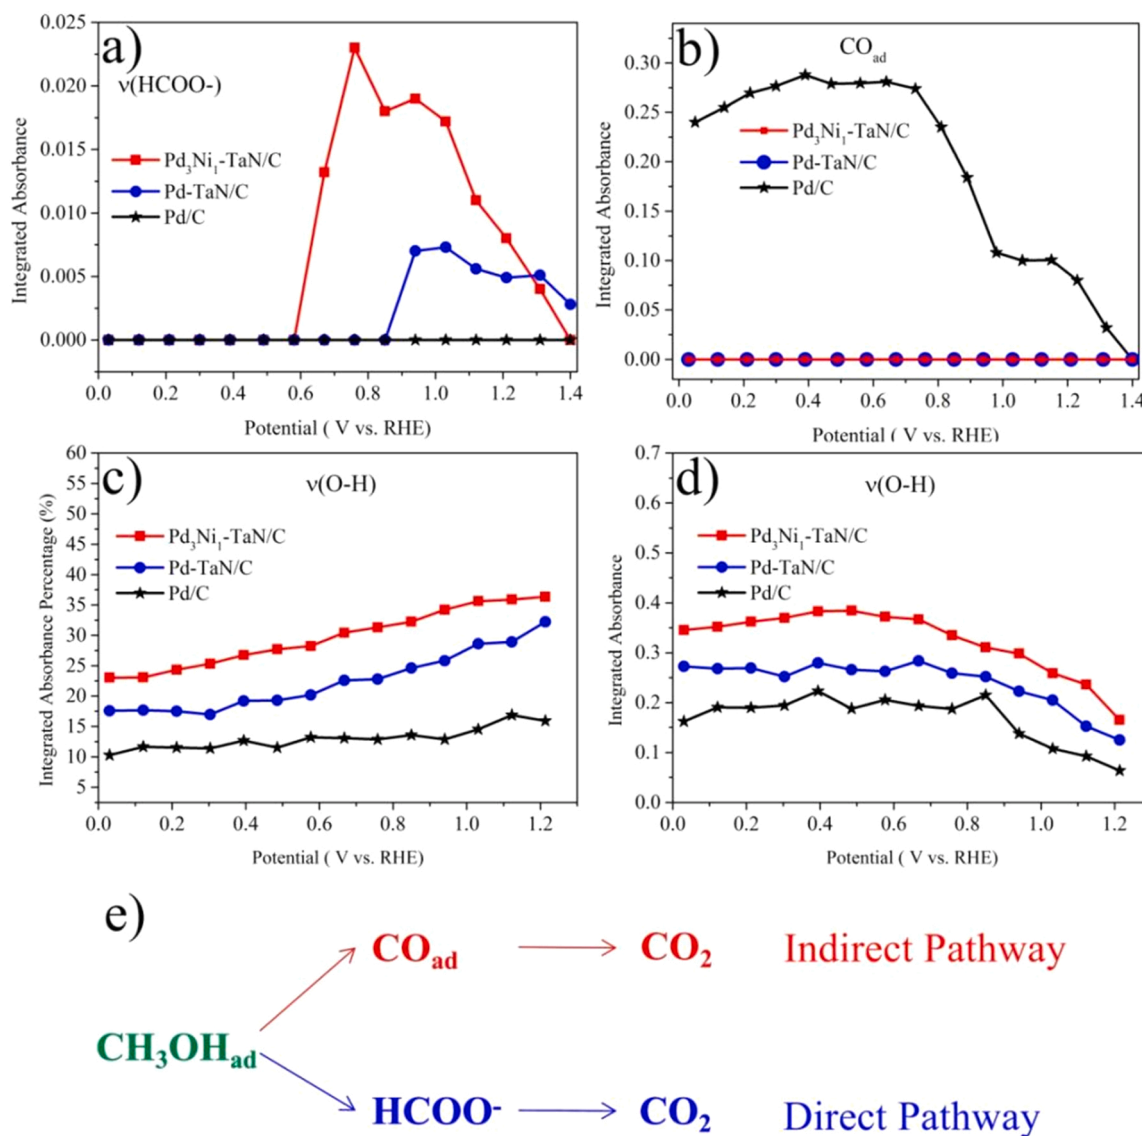 a)
ν(HCOO-)
Pd3Ni1-TaN/C
Pd-TaN/C
Pd/C
Integrated Absorbance
0.025
0.020
0.015
0.010
0.005
0.000
0.0 0.2 0.4 0.6 0.8 1.0 1.2 1.4
Potential ( V vs. RHE)
b)
COad
Pd3Ni1-TaN/C
Pd-TaN/C
Pd/C
Integrated Absorbance
0.30
0.25
0.20
0.15
0.10
0.05
0.00
0.0 0.2 0.4 0.6 0.8 1.0 1.2 1.4
Potential ( V vs. RHE)
c)
ν(O-H)
Pd3Ni1-TaN/C
Pd-TaN/C
Pd/C
Integrated Absorbance Percentage (%)
60
55
50
45
40
35
30
25
20
15
10
5
0.0 0.2 0.4 0.6 0.8 1.0 1.2
Potential ( V vs. RHE)
d)
ν(O-H)
Pd3Ni1-TaN/C
Pd-TaN/C
Pd/C
Integrated Absorbance
0.7
0.6
0.5
0.4
0.3
0.2
0.1
0.0
0.0 0.2 0.4 0.6 0.8 1.0 1.2
Potential ( V vs. RHE)
e)
COad CO2 Indirect Pathway
CH3OHad
HCOO- CO2 Direct Pathway